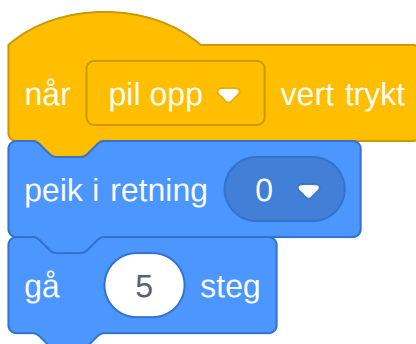 når pil opp vert trykt
peik i retning 0
gå 5 steg